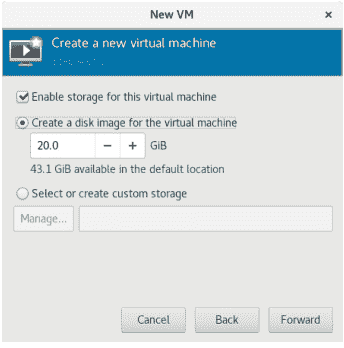 New VM
Create a new virtual machine
Enable storage for this virtual machine
Create a disk image for the virtual machine
20.0 − + GiB
43.1 GiB available in the default location
Select or create custom storage
Manage...
Cancel Back Forward